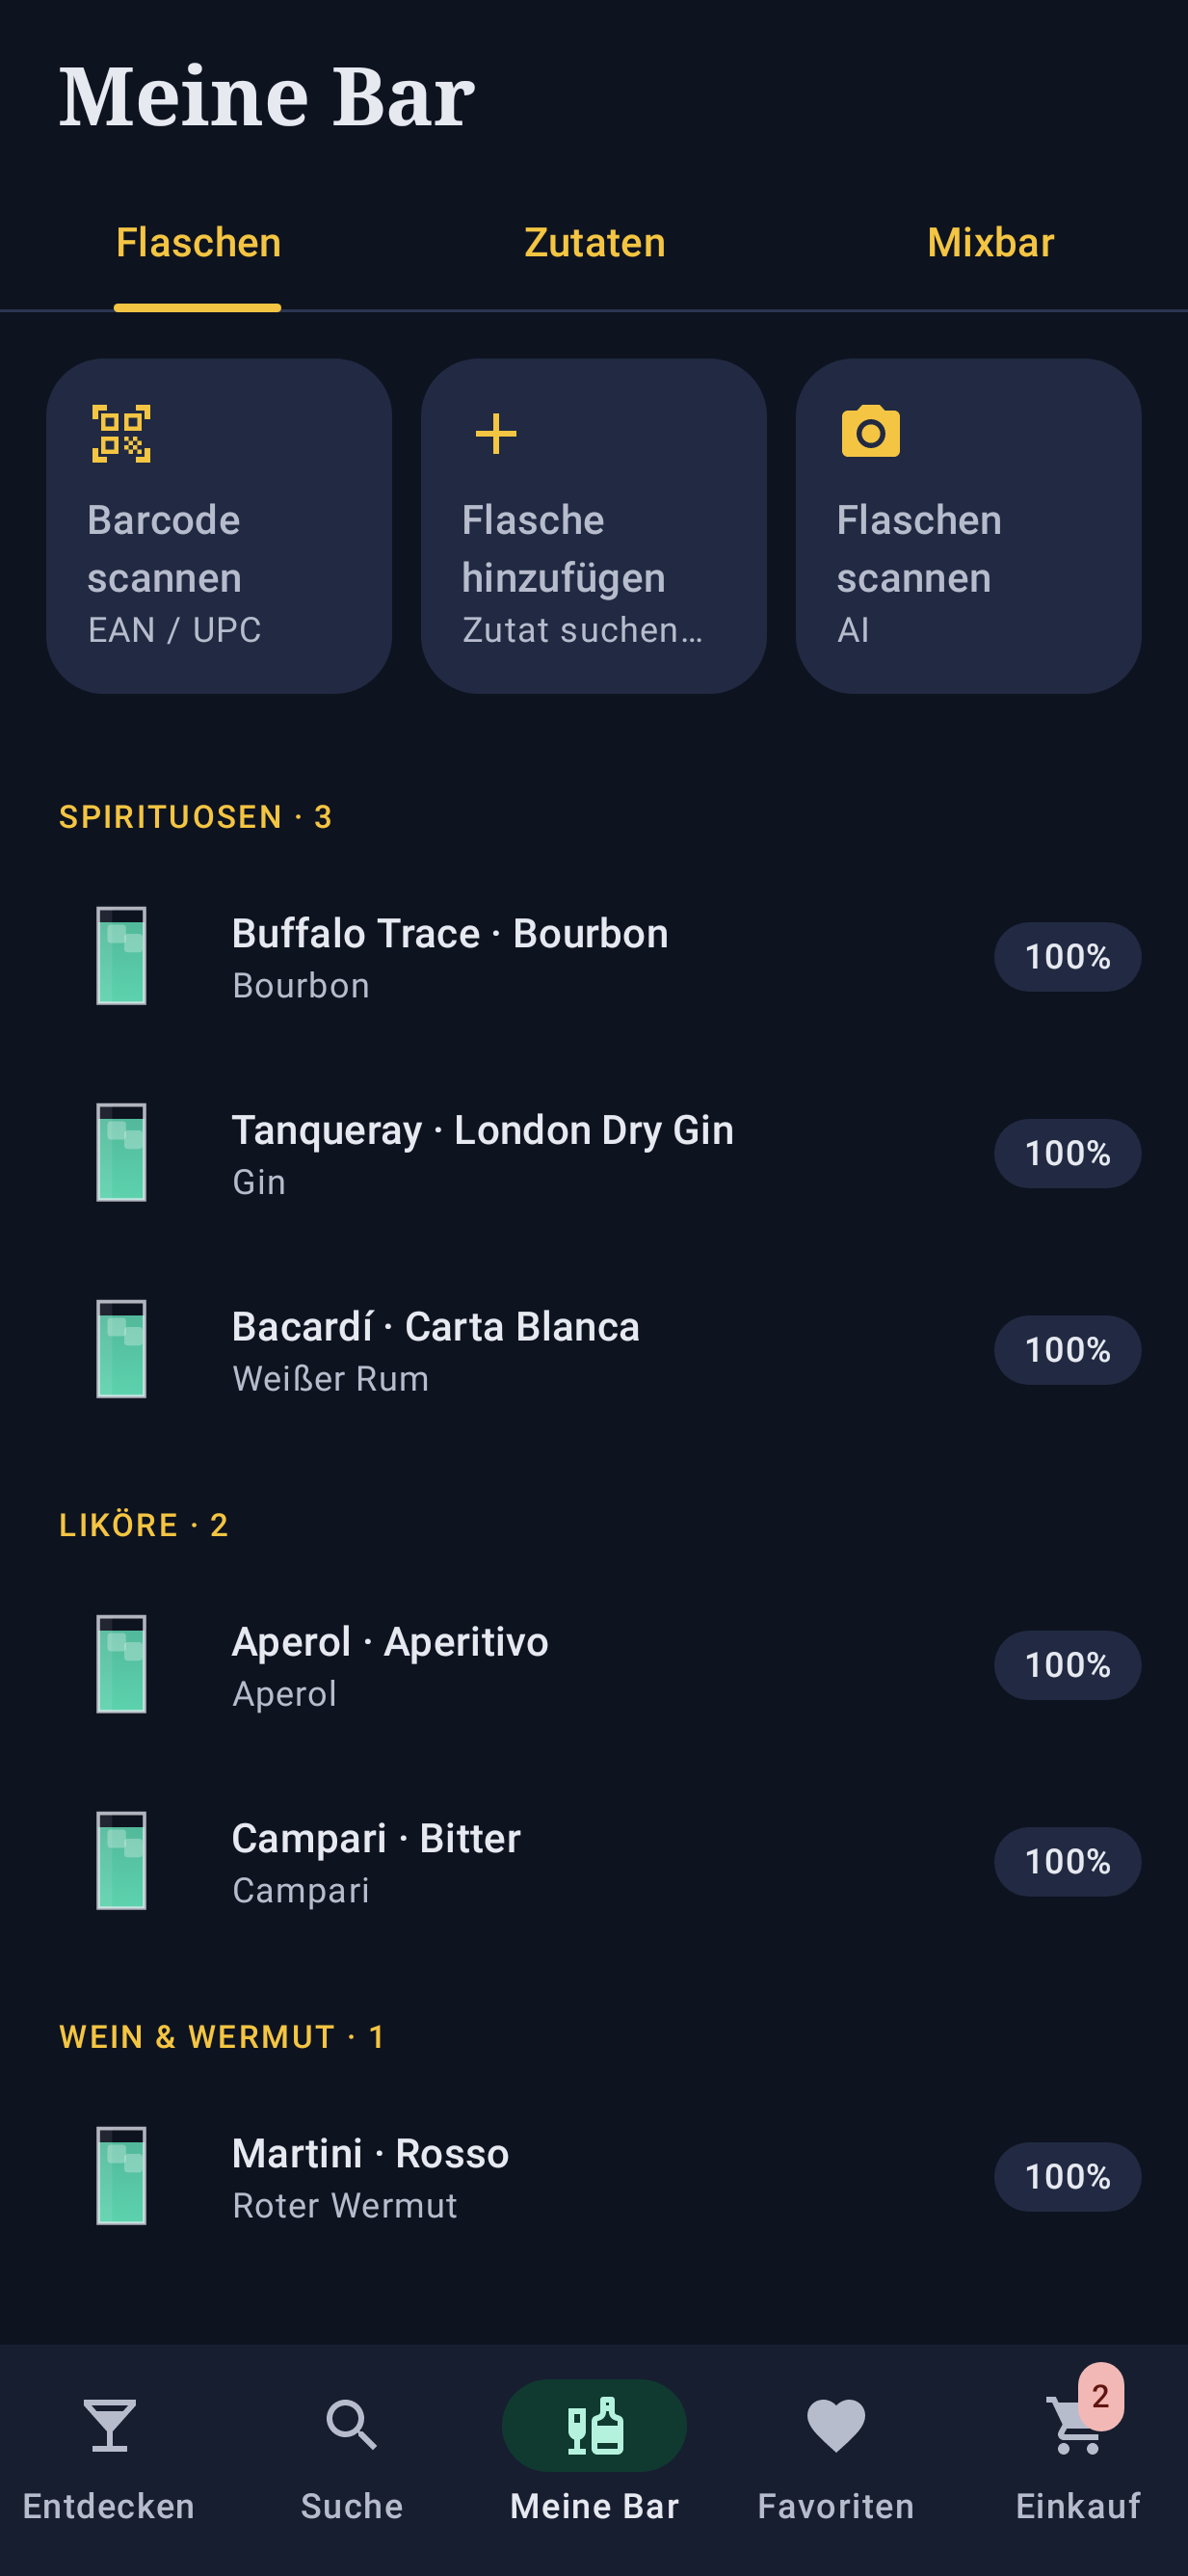 Meine Bar
Flaschen
Zutaten
Mixbar
Barcode
scannen
EAN / UPC
Flasche
hinzufügen
Zutat suchen…
Flaschen
scannen
AI
SPIRITUOSEN · 3
Buffalo Trace · Bourbon
Bourbon
100%
Tanqueray · London Dry Gin
Gin
100%
Bacardí · Carta Blanca
Weißer Rum
100%
LIKÖRE · 2
Aperol · Aperitivo
Aperol
100%
Campari · Bitter
Campari
100%
WEIN & WERMUT · 1
Martini · Rosso
Roter Wermut
100%
2
Entdecken
Suche
Meine Bar
Favoriten
Einkauf